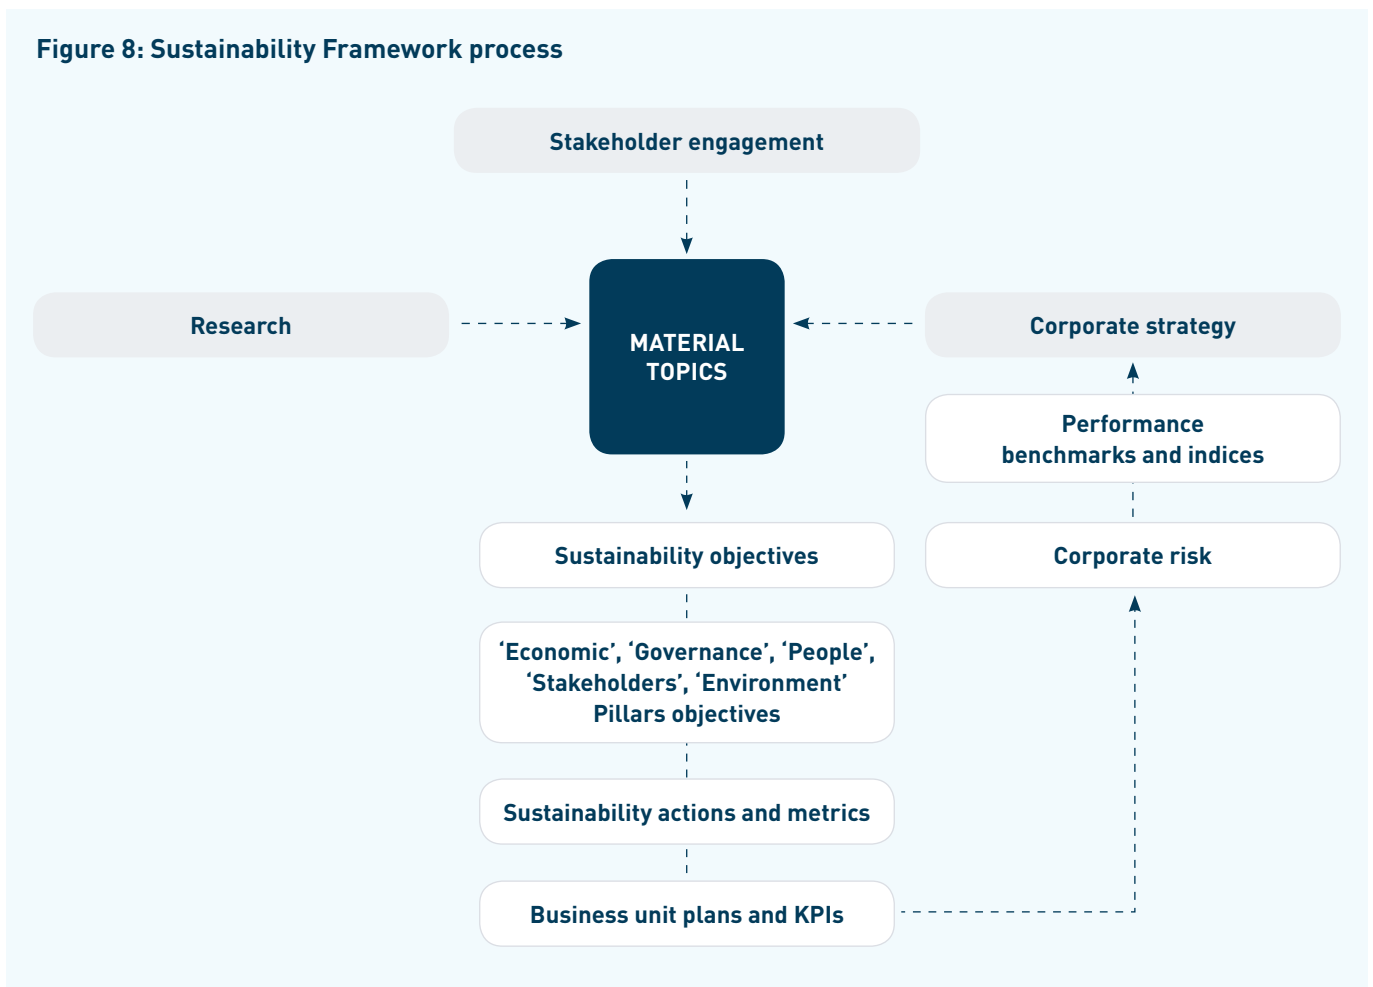 Figure 8: Sustainability Framework process
Stakeholder engagement
Research
MATERIAL
TOPICS
Corporate strategy
Performance
benchmarks and indices
Sustainability objectives
Corporate risk
‘Economic’, ‘Governance’, ‘People’,
‘Stakeholders’, ‘Environment’
Pillars objectives
Sustainability actions and metrics
Business unit plans and KPIs